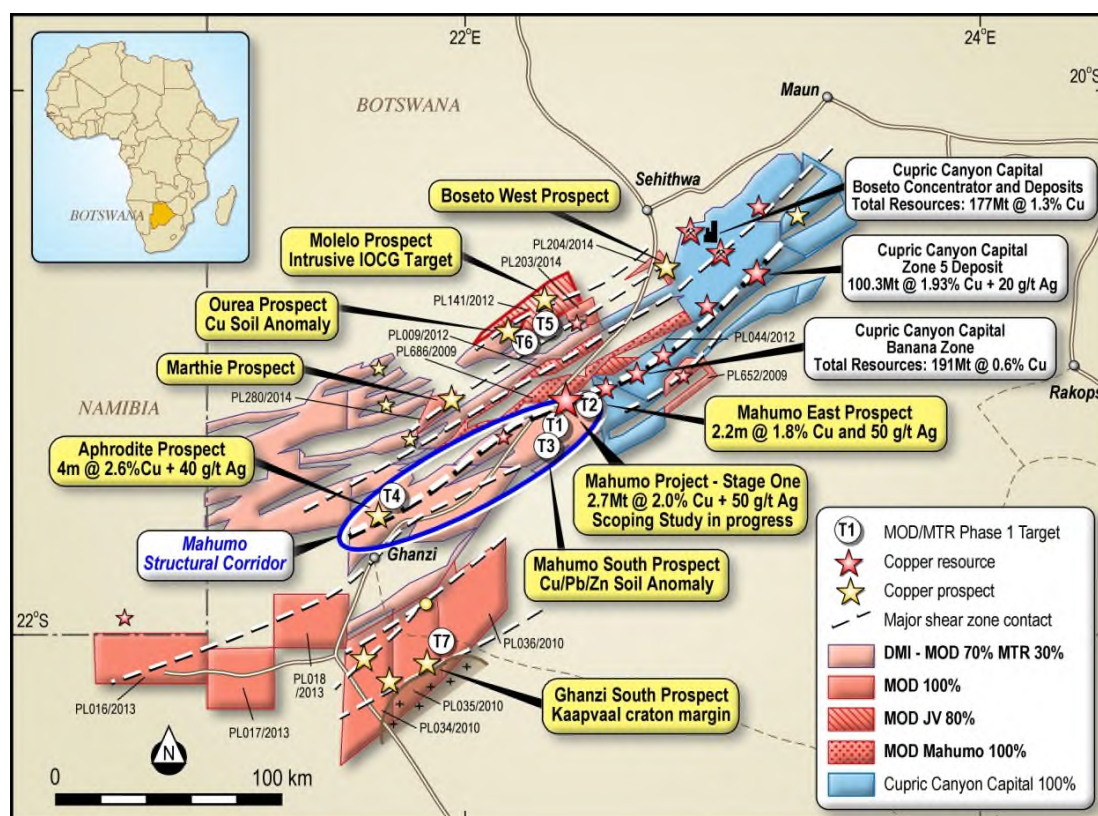 22°E
24°E
20°S
BOTSWANA
Maun
Sehithwa
Cupric Canyon Capital
Boseto Concentrator and Deposits
Total Resources: 177Mt @ 1.3% Cu
Boseto West Prospect
BOTSWANA
Molelo Prospect
Intrusive IOCG Target
PL204/2014
PL203/2014
Cupric Canyon Capital
Zone 5 Deposit
100.3Mt @ 1.93% Cu + 20 g/t Ag
Ourea Prospect
Cu Soil Anomaly
PL141/2012
T5
T6
PL009/2012
PL686/2009
PL044/2012
Cupric Canyon Capital
Banana Zone
Total Resources: 191Mt @ 0.6% Cu
Marthie Prospect
PL652/2009
Rakops
NAMIBIA
PL280/2014
T2
T1
T3
Mahumo East Prospect
2.2m @ 1.8% Cu and 50 g/t Ag
Aphrodite Prospect
4m @ 2.6%Cu + 40 g/t Ag
T4
Mahumo Project - Stage One
2.7Mt @ 2.0% Cu + 50 g/t Ag
Scoping Study in progress
Mahumo
Structural Corridor
Ghanzi
Mahumo South Prospect
Cu/Pb/Zn Soil Anomaly
22°S
T7
PL036/2010
PL018
/2013
PL016/2013
PL017/2013
PL035/2010
PL034/2010
Ghanzi South Prospect
Kaapvaal craton margin
N
0
100 km
T1
MOD/MTR Phase 1 Target
Copper resource
Copper prospect
Major shear zone contact
DMI - MOD 70% MTR 30%
MOD 100%
MOD JV 80%
MOD Mahumo 100%
Cupric Canyon Capital 100%